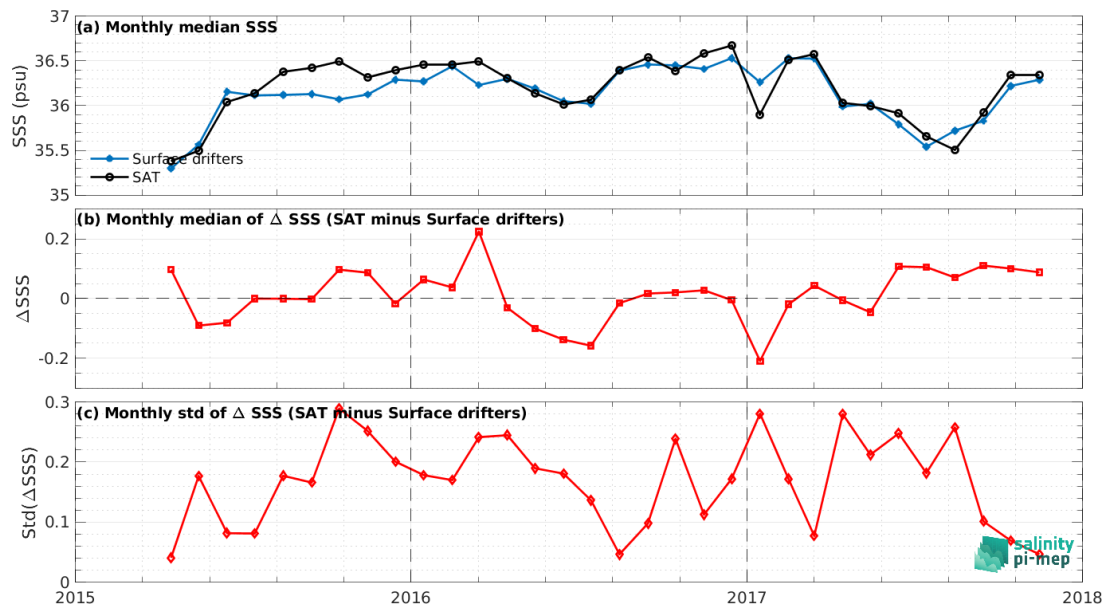 (a) Monthly median SSS
37
36.5
36
35.5
35
SSS (psu)
Surface drifters
SAT
(b) Monthly median of Δ SSS (SAT minus Surface drifters)
0.2
0
-0.2
ΔSSS
(c) Monthly std of Δ SSS (SAT minus Surface drifters)
0.3
0.2
0.1
0
Std(ΔSSS)
salinity
pi-mep
2015
2016
2017
2018